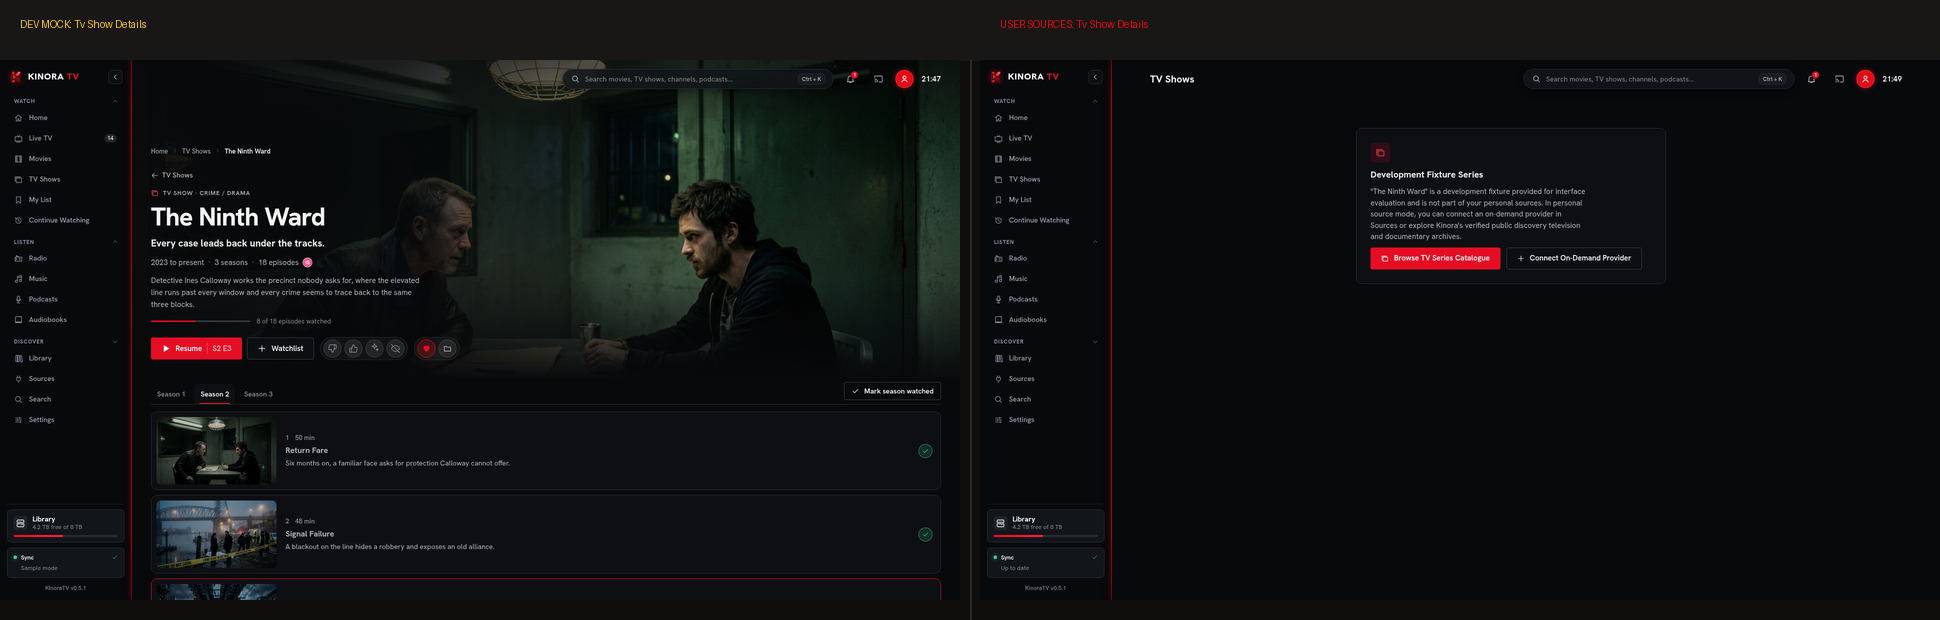 DEV MOCK: Tv Show Details
KINORA TV
WATCH
Home
Live TV
14
Movies
TV Shows
My List
Continue Watching
LISTEN
Radio
Music
Podcasts
Audiobooks
DISCOVER
Library
Sources
Search
Settings
Library
4.2 TB free of 8 TB
Sync
Sample mode
KinoraTV v0.5.1
Search movies, TV shows, channels, podcasts...
Ctrl + K
21:47
Home
TV Shows
The Ninth Ward
TV Shows
TV SHOW · CRIME / DRAMA
The Ninth Ward
Every case leads back under the tracks.
2023 to present · 3 seasons · 18 episodes
Detective Ines Calloway works the precinct nobody asks for, where the elevated
line runs past every window and every crime seems to trace back to the same
three blocks.
8 of 18 episodes watched
Resume
S2 E3
Watchlist
Season 1
Season 2
Season 3
Mark season watched
1 50 min
Return Fare
Six months on, a familiar face asks for protection Calloway cannot offer.
2 48 min
Signal Failure
A blackout on the line hides a robbery and exposes an old alliance.
USER SOURCES: Tv Show Details
KINORA TV
WATCH
Home
Live TV
Movies
TV Shows
My List
Continue Watching
LISTEN
Radio
Music
Podcasts
Audiobooks
DISCOVER
Library
Sources
Search
Settings
Library
4.2 TB free of 8 TB
Sync
Up to date
KinoraTV v0.5.1
TV Shows
Search movies, TV shows, channels, podcasts...
Ctrl + K
21:49
Development Fixture Series
"The Ninth Ward" is a development fixture provided for interface
evaluation and is not part of your personal sources. In personal
source mode, you can connect an on-demand provider in
Sources or explore Kinora's verified public discovery television
and documentary archives.
Browse TV Series Catalogue
Connect On-Demand Provider